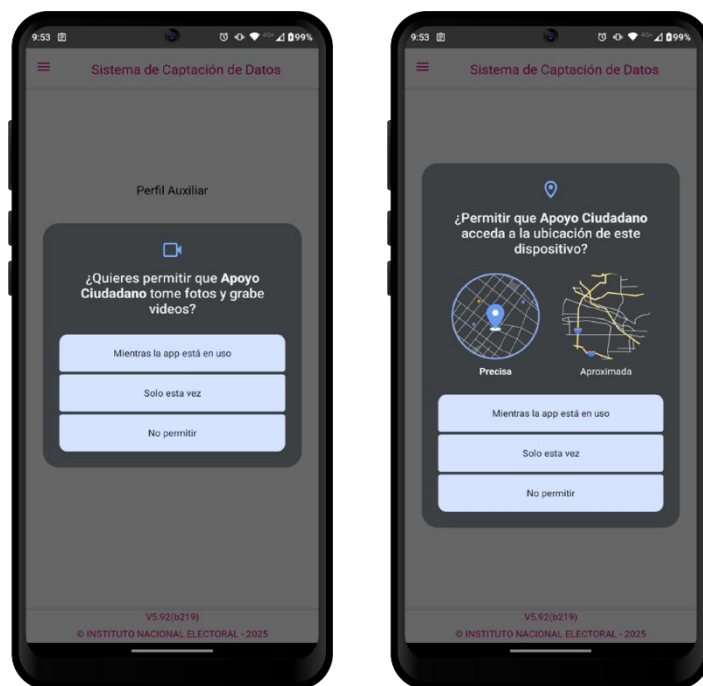 9:53
99%
Sistema de Captación de Datos
Perfil Auxiliar
¿Quieres permitir que Apoyo
Ciudadano tome fotos y grabe
videos?
Mientras la app está en uso
Solo esta vez
No permitir
V5.92(b219)
© INSTITUTO NACIONAL ELECTORAL - 2025
9:53
99%
Sistema de Captación de Datos
¿Permitir que Apoyo Ciudadano
acceda a la ubicación de este
dispositivo?
Precisa
Aproximada
Mientras la app está en uso
Solo esta vez
No permitir
V5.92(b219)
© INSTITUTO NACIONAL ELECTORAL - 2025